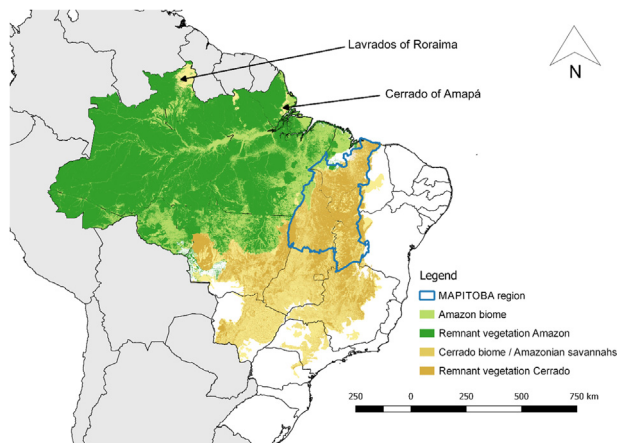 Lavrados of Roraima
Cerrado of Amapá
N
Legend
MAPITOBA region
Amazon biome
Remnant vegetation Amazon
Cerrado biome / Amazonian savannahs
Remnant vegetation Cerrado
250 0 250 500 750 km